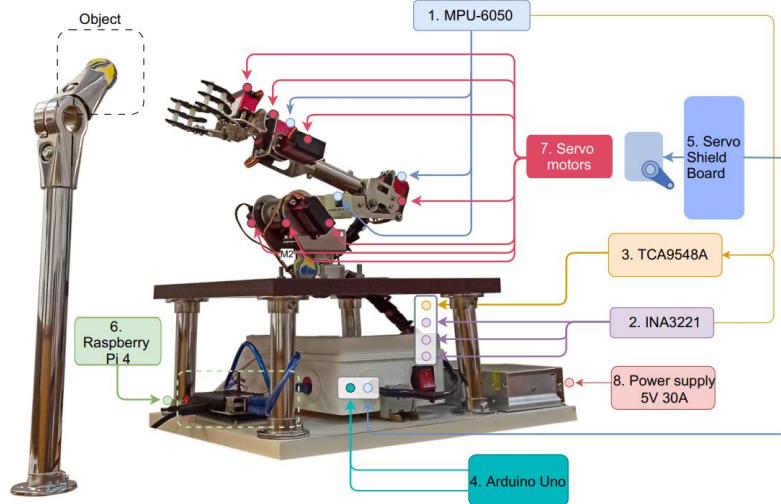 Object
1. MPU-6050
7. Servo
motors
5. Servo
Shield
Board
M2
3. TCA9548A
2. INA3221
6.
Raspberry
Pi 4
8. Power supply
5V 30A
4. Arduino Uno